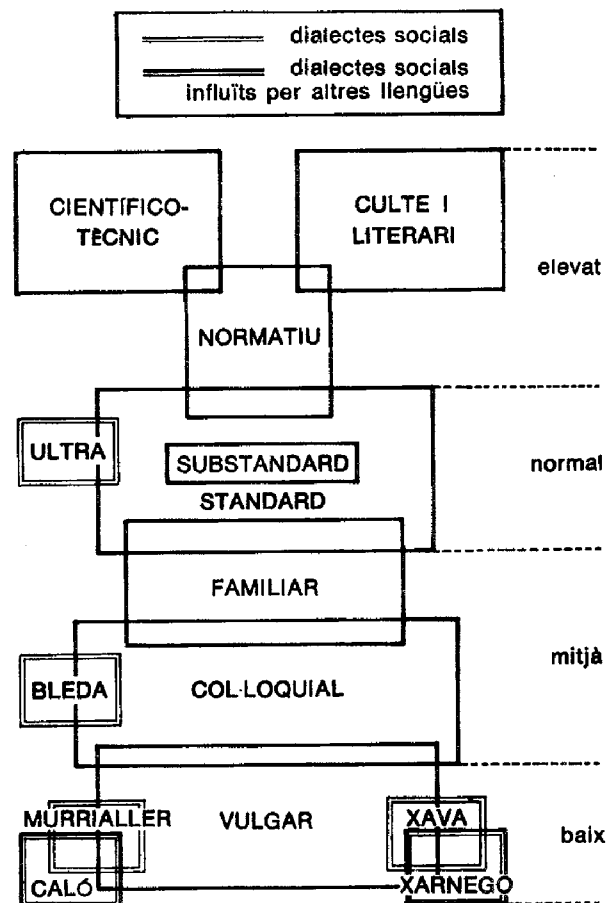 dialectes socials
dialectes socials
influïts per altres llengües
CIENTÍFICO-
TÈCNIC
CULTE I
LITERARI
elevat
NORMATIU
ULTRA
SUBSTANDARD
STANDARD
normal
FAMILIAR
mitjà
BLEDA
COL·LOQUIAL
MURRIALLER
VULGAR
XAVA
baix
CALÓ
XARNEGO